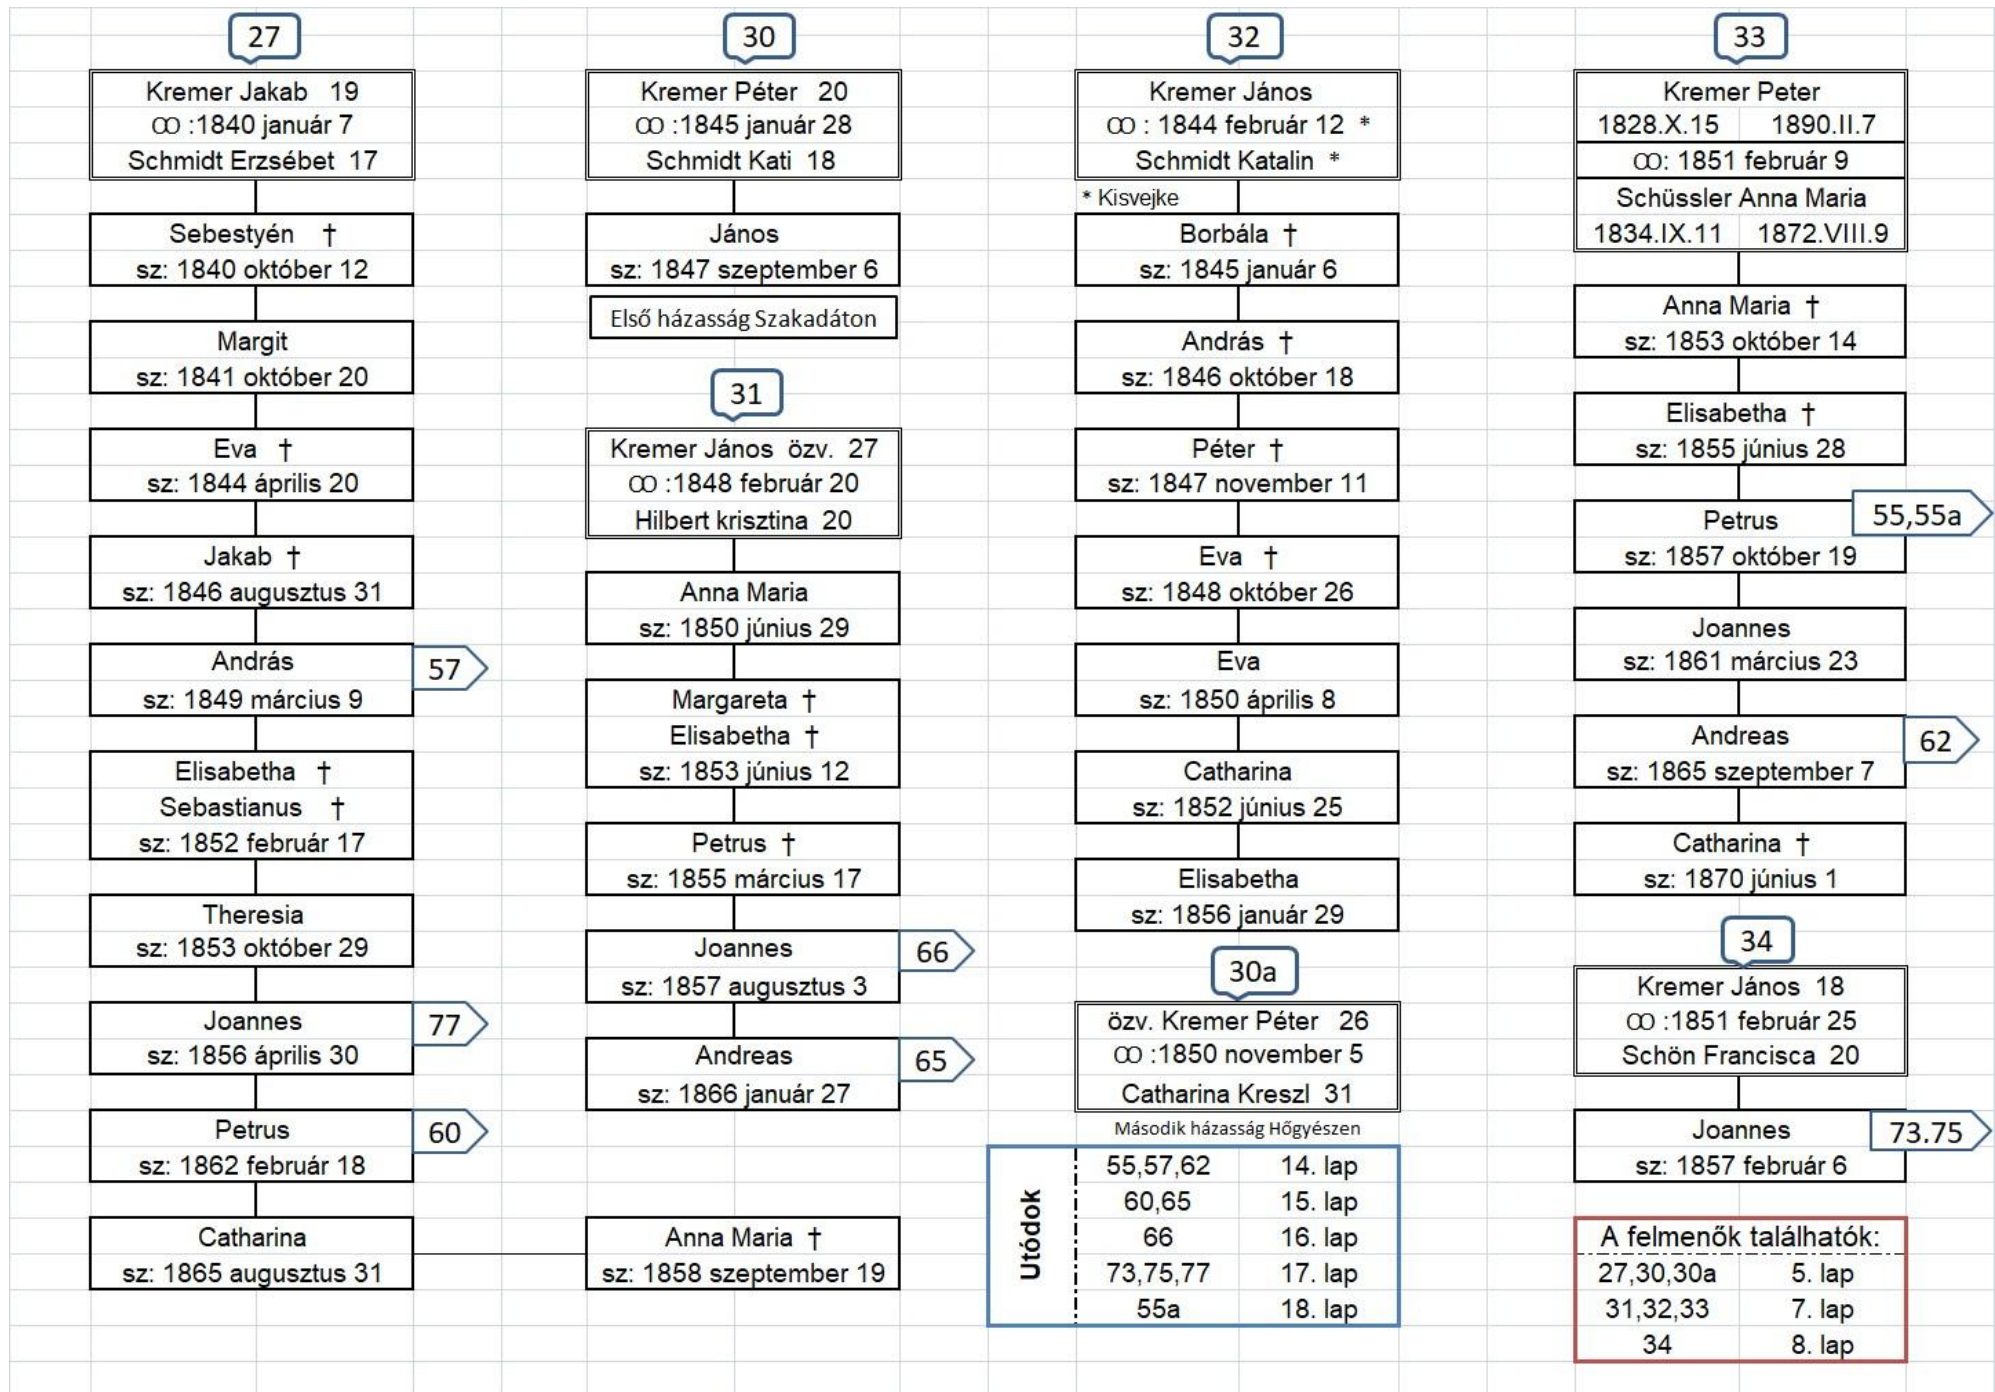 27
Kremer Jakab 19
ꝏ :1840 január 7
Schmidt Erzsébet 17
Sebestyén †
sz: 1840 október 12
Margit
sz: 1841 október 20
Eva †
sz: 1844 április 20
Jakab †
sz: 1846 augusztus 31
András
sz: 1849 március 9
57
Elisabetha †
Sebastianus †
sz: 1852 február 17
Theresia
sz: 1853 október 29
Joannes
sz: 1856 április 30
77
Petrus
sz: 1862 február 18
60
Catharina
sz: 1865 augusztus 31
Anna Maria †
sz: 1858 szeptember 19
30
Kremer Péter 20
ꝏ :1845 január 28
Schmidt Kati 18
János
sz: 1847 szeptember 6
Első házasság Szakadáton
31
Kremer János özv. 27
ꝏ :1848 február 20
Hilbert krisztina 20
Anna Maria
sz: 1850 június 29
Margareta †
Elisabetha †
sz: 1853 június 12
Petrus †
sz: 1855 március 17
Joannes
sz: 1857 augusztus 3
66
Andreas
sz: 1866 január 27
65
32
Kremer János
ꝏ : 1844 február 12 *
Schmidt Katalin *
* Kisvejke
Borbála †
sz: 1845 január 6
András †
sz: 1846 október 18
Péter †
sz: 1847 november 11
Eva †
sz: 1848 október 26
Eva
sz: 1850 április 8
Catharina
sz: 1852 június 25
Elisabetha
sz: 1856 január 29
30a
özv. Kremer Péter 26
ꝏ :1850 november 5
Catharina Kreszl 31
Második házasság Hőgyészen
Utódok
55,57,62 14. lap
60,65 15. lap
66 16. lap
73,75,77 17. lap
55a 18. lap
33
Kremer Peter
1828.X.15 1890.II.7
ꝏ: 1851 február 9
Schüssler Anna Maria
1834.IX.11 1872.VIII.9
Anna Maria †
sz: 1853 október 14
Elisabetha †
sz: 1855 június 28
Petrus
sz: 1857 október 19
55,55a
Joannes
sz: 1861 március 23
Andreas
sz: 1865 szeptember 7
62
Catharina †
sz: 1870 június 1
34
Kremer János 18
ꝏ :1851 február 25
Schön Francisca 20
Joannes
sz: 1857 február 6
73.75
A felmenők találhatók:
27,30,30a 5. lap
31,32,33 7. lap
34 8. lap